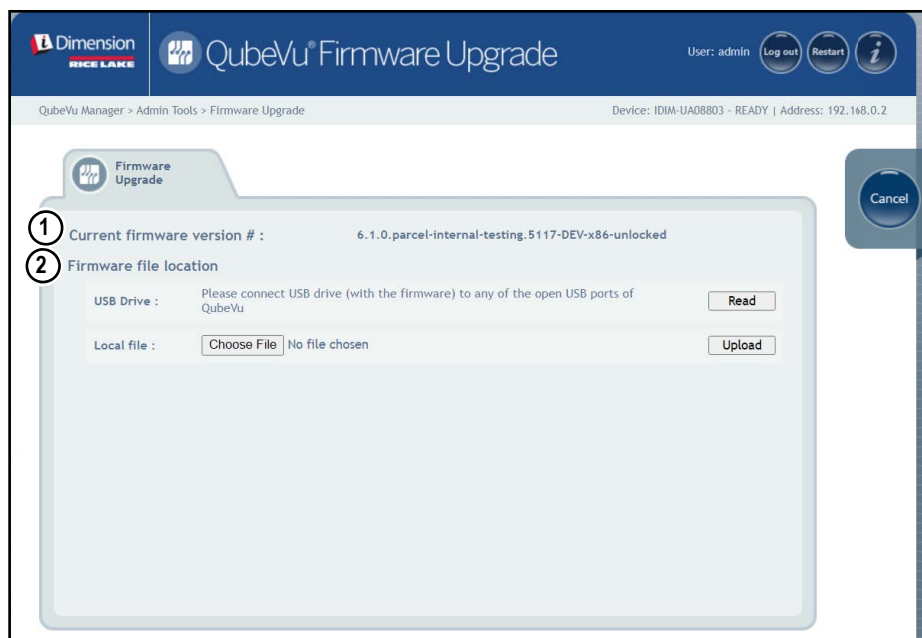 iDimension
RICE LAKE
QubeVu® Firmware Upgrade
User: admin
Log out
Restart
i
QubeVu Manager > Admin Tools > Firmware Upgrade
Device: IDIM-UA08803 - READY | Address: 192.168.0.2
Firmware
Upgrade
Cancel
1
Current firmware version # : 6.1.0.parcel-internal-testing.5117-DEV-x86-unlocked
2
Firmware file location
USB Drive : Please connect USB drive (with the firmware) to any of the open USB ports of
QubeVu
Read
Local file : Choose File No file chosen Upload